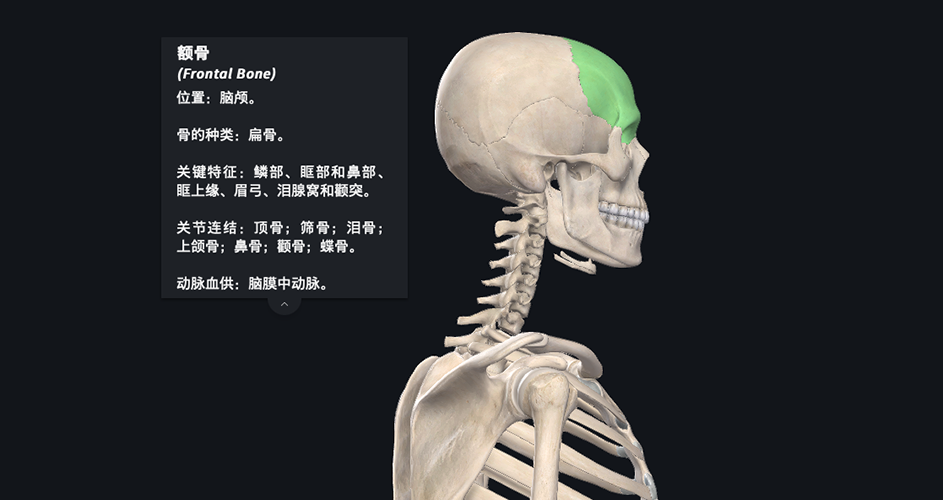 额骨
(Frontal Bone)
位置：脑颅。
骨的种类：扁骨。
关键特征：鳞部、眶部和鼻部、
眶上缘、眉弓、泪腺窝和颧突。
关节连结：顶骨；筛骨；泪骨；
上颌骨；鼻骨；颧骨；蝶骨。
动脉血供：脑膜中动脉。